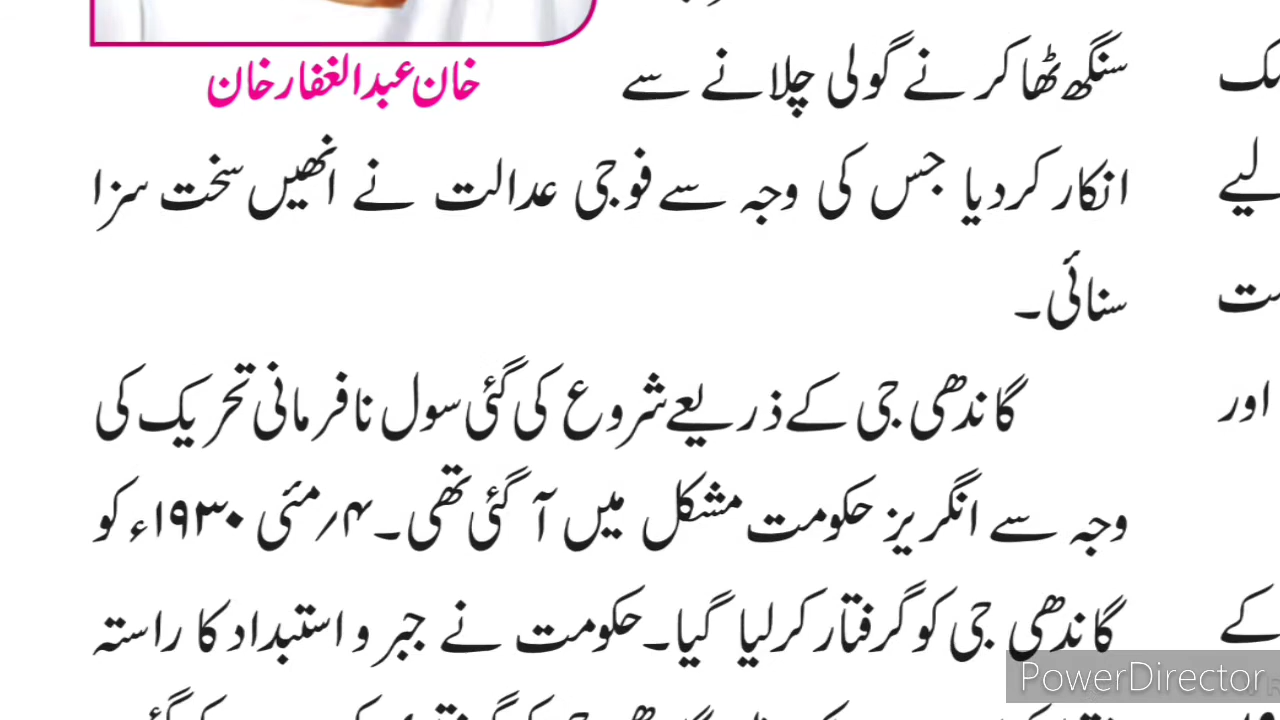 خان عبدالغفار خان
سنگھ ٹھاکر نے گولی چلانے سے
انکار کردیا جس کی وجہ سے فوجی عدالت نے انھیں سخت سزا
سنائی۔
گاندھی جی کے ذریعے شروع کی گئی سول نافرمانی تحریک کی
وجہ سے انگریز حکومت مشکل میں آ گئی تھی۔ ۴؍مئی ۱۹۳۰ء کو
گاندھی جی کو گرفتار کرلیا گیا۔ حکومت نے جبر و استبداد کا راستہ
لیے
اور
کے
PowerDirector